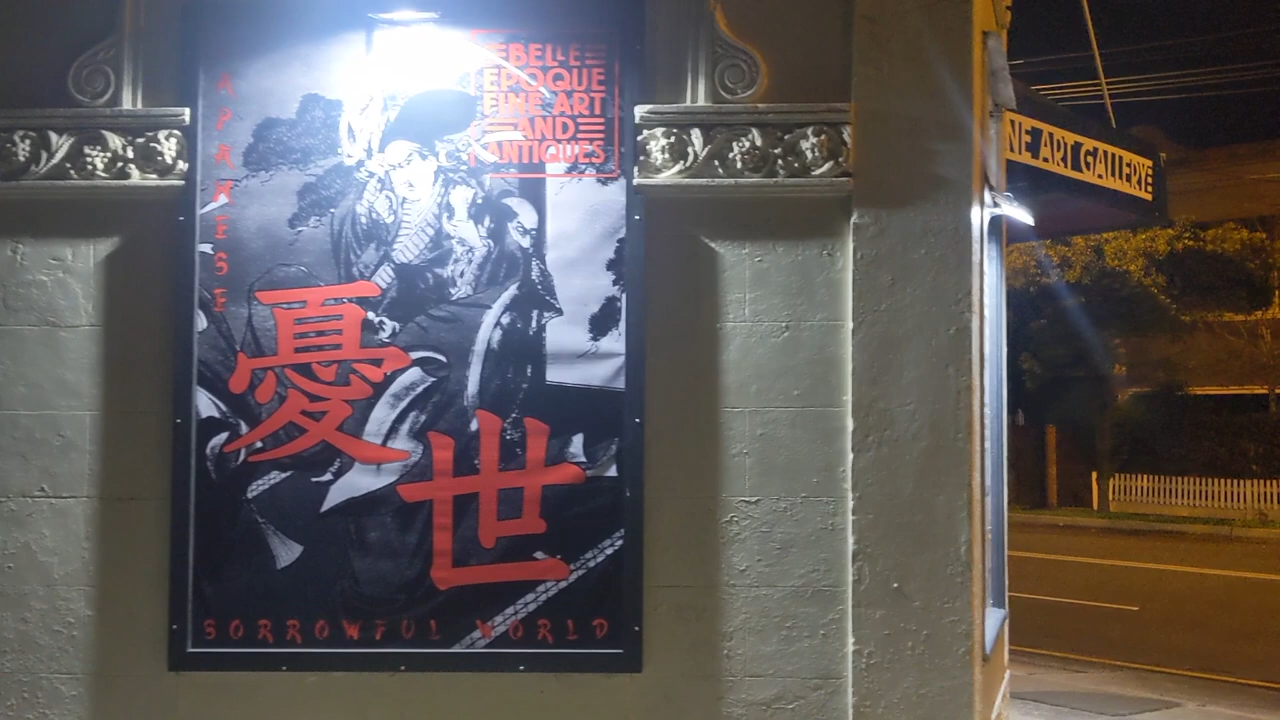 JAPANESE
BELLE
EPOQUE
FINE ART
AND
ANTIQUES
憂
世
SORROWFUL WORLD
NE ART GALLERY